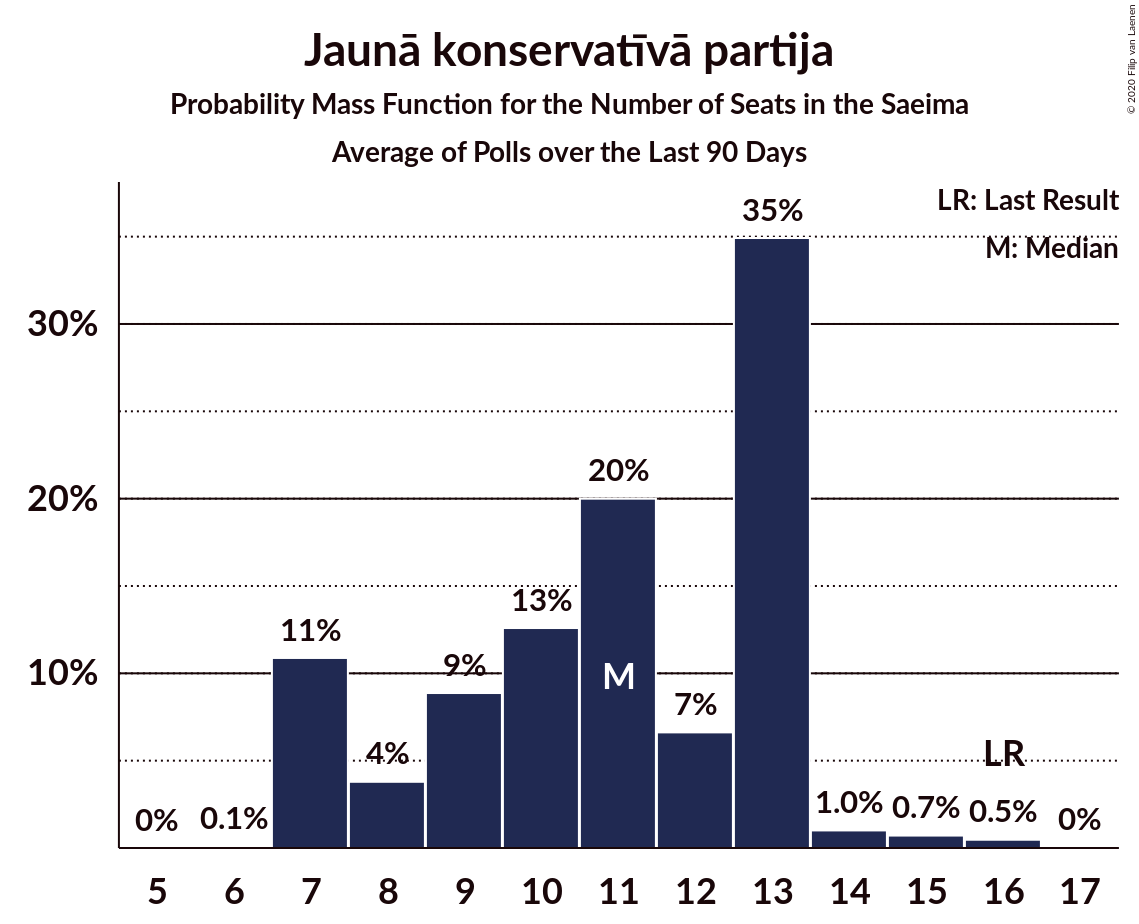 Jaunā konservatīvā partija
Probability Mass Function for the Number of Seats in the Saeima
Average of Polls over the Last 90 Days
© 2020 Filip van Laenen
LR: Last Result
M: Median
35%
30%
20%
20%
13%
11%
10%
9%
M
7%
4%
LR
0%
0.1%
1.0%
0.7%
0.5%
0%
5 6 7 8 9 10 11 12 13 14 15 16 17